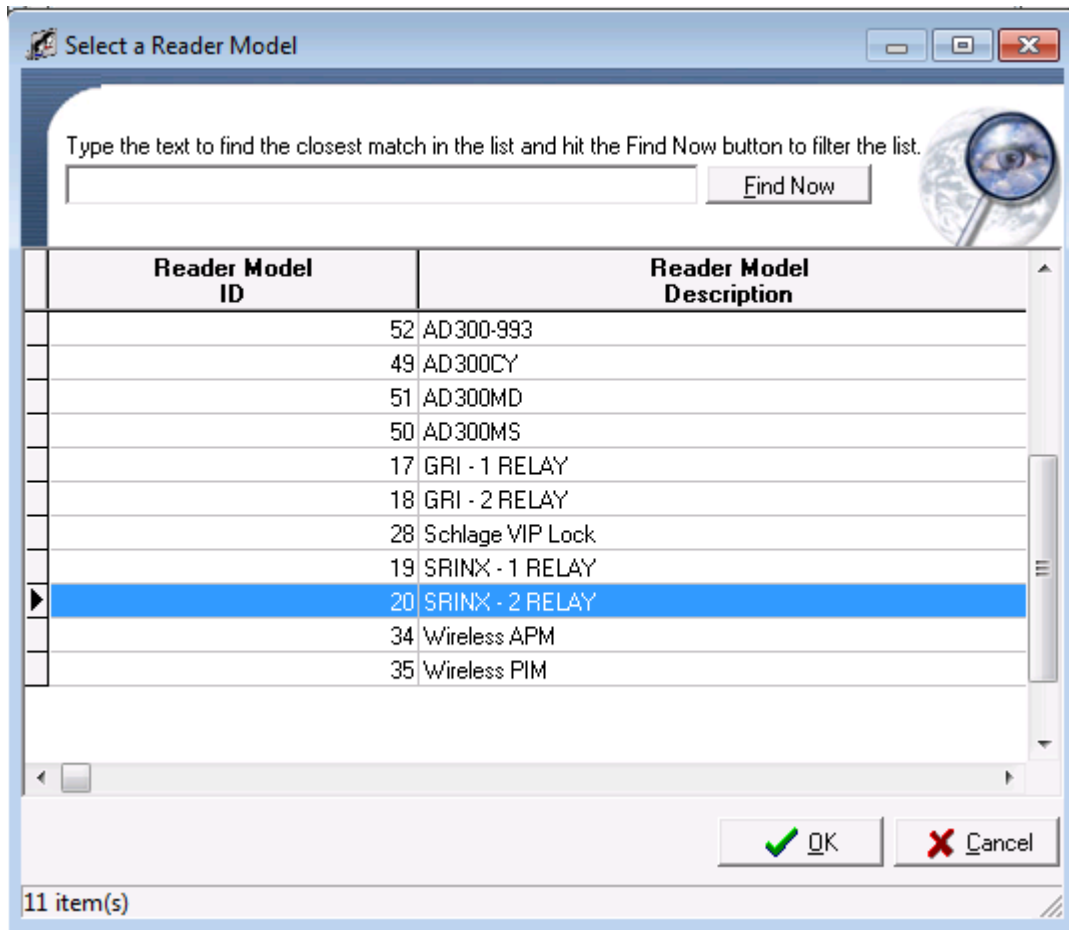 Select a Reader Model
Type the text to find the closest match in the list and hit the Find Now button to filter the list.
Find Now
Reader Model ID Reader Model Description
52 AD300-993
49 AD300CY
51 AD300MD
50 AD300MS
17 GRI - 1 RELAY
18 GRI - 2 RELAY
28 Schlage VIP Lock
19 SRINX - 1 RELAY
20 SRINX - 2 RELAY
34 Wireless APM
35 Wireless PIM
OK Cancel
11 item(s)